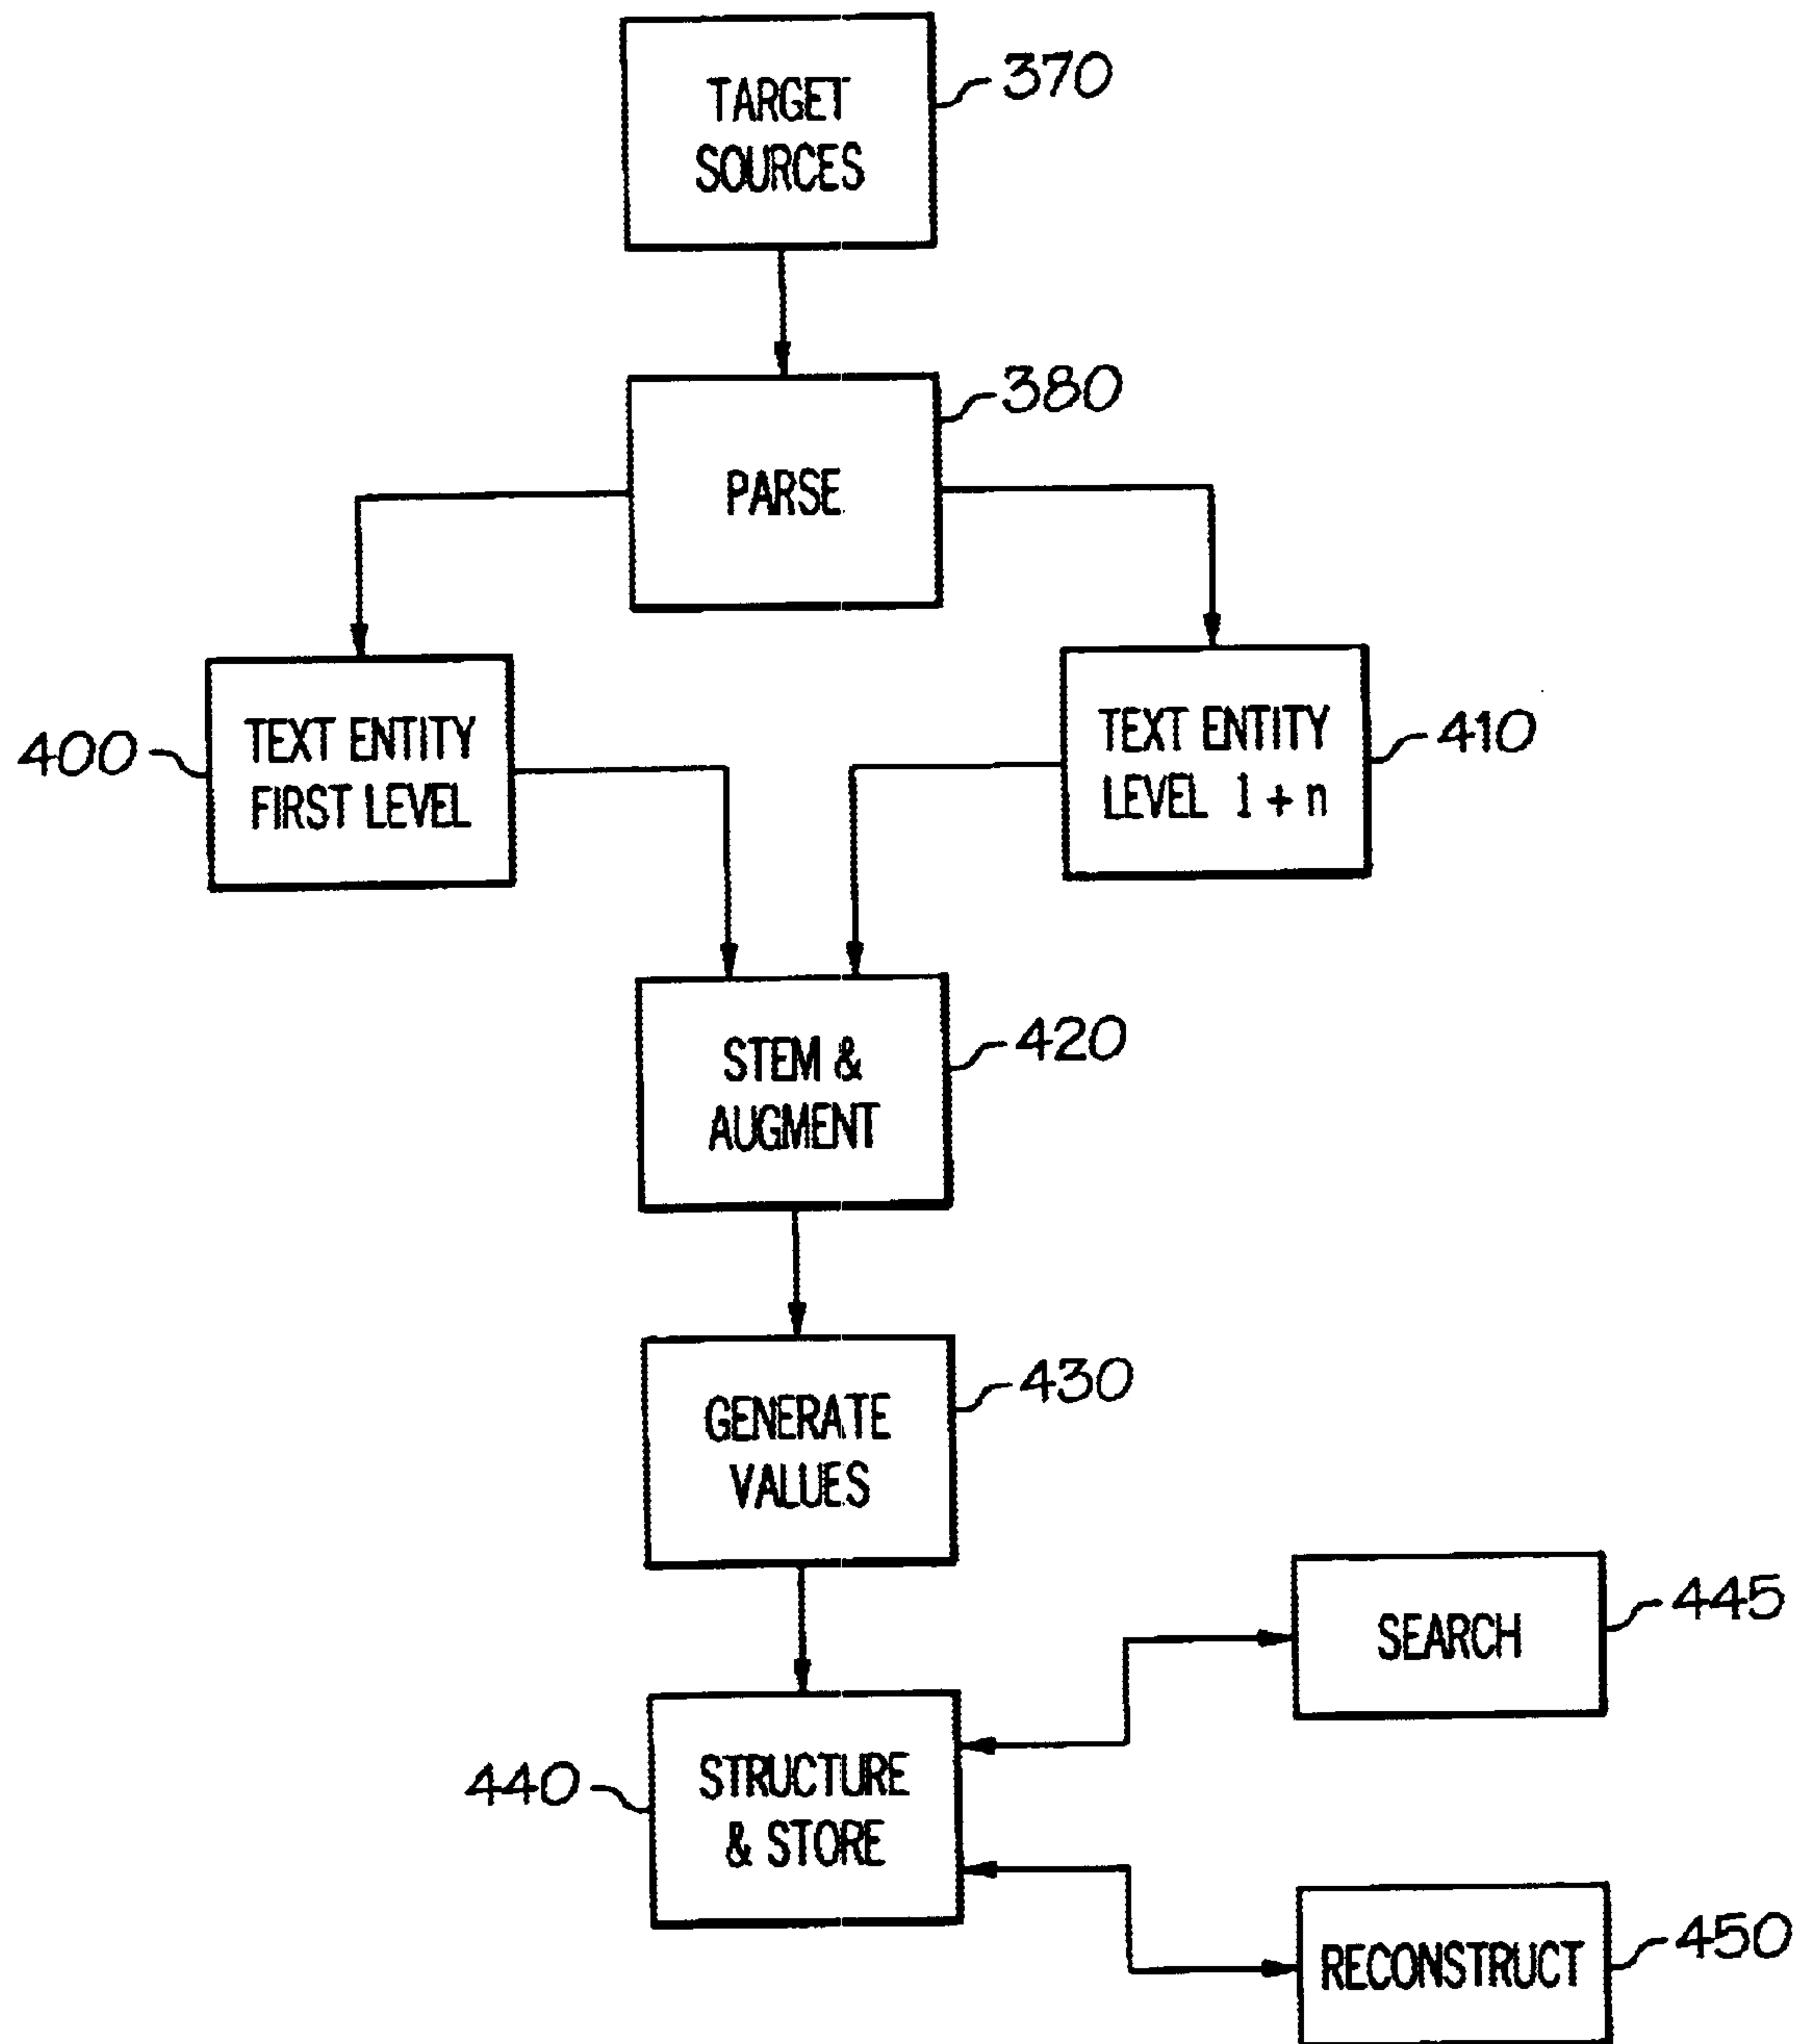 TARGET
SOURCES
370
PARSE
380
TEXT ENTITY
FIRST LEVEL
400
TEXT ENTITY
LEVEL 1 + n
410
STEM &
AUGMENT
420
GENERATE
VALUES
430
SEARCH
445
STRUCTURE
& STORE
440
RECONSTRUCT
450